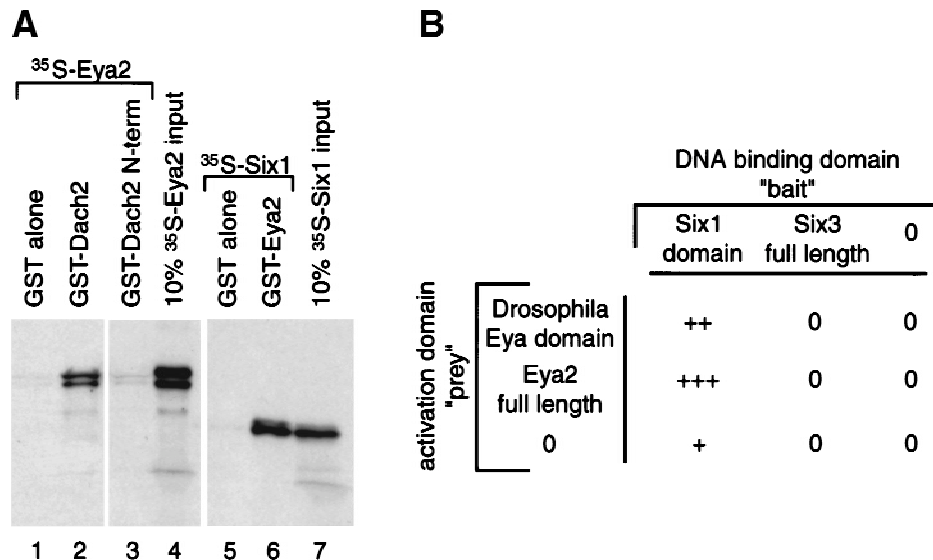 A
35S-Eya2
GST alone
GST-Dach2
GST-Dach2 N-term
10% 35S-Eya2 input
35S-Six1
GST alone
GST-Eya2
10% 35S-Six1 input
1 2 3 4 5 6 7
B
DNA binding domain
"bait"
Six1 domain
Six3 full length
0
activation domain
"prey"
Drosophila
Eya domain
++ 0 0
Eya2
full length
+++ 0 0
0 + 0 0